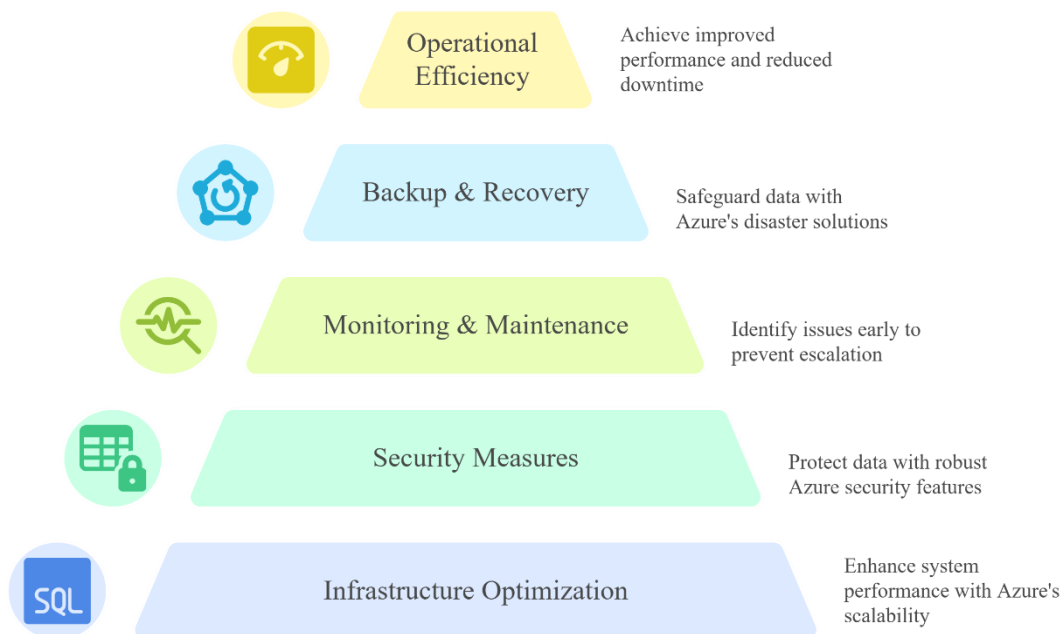 Operational
Efficiency
Achieve improved
performance and reduced
downtime
Backup & Recovery
Safeguard data with
Azure's disaster solutions
Monitoring & Maintenance
Identify issues early to
prevent escalation
Security Measures
Protect data with robust
Azure security features
SQL
Infrastructure Optimization
Enhance system
performance with Azure's
scalability